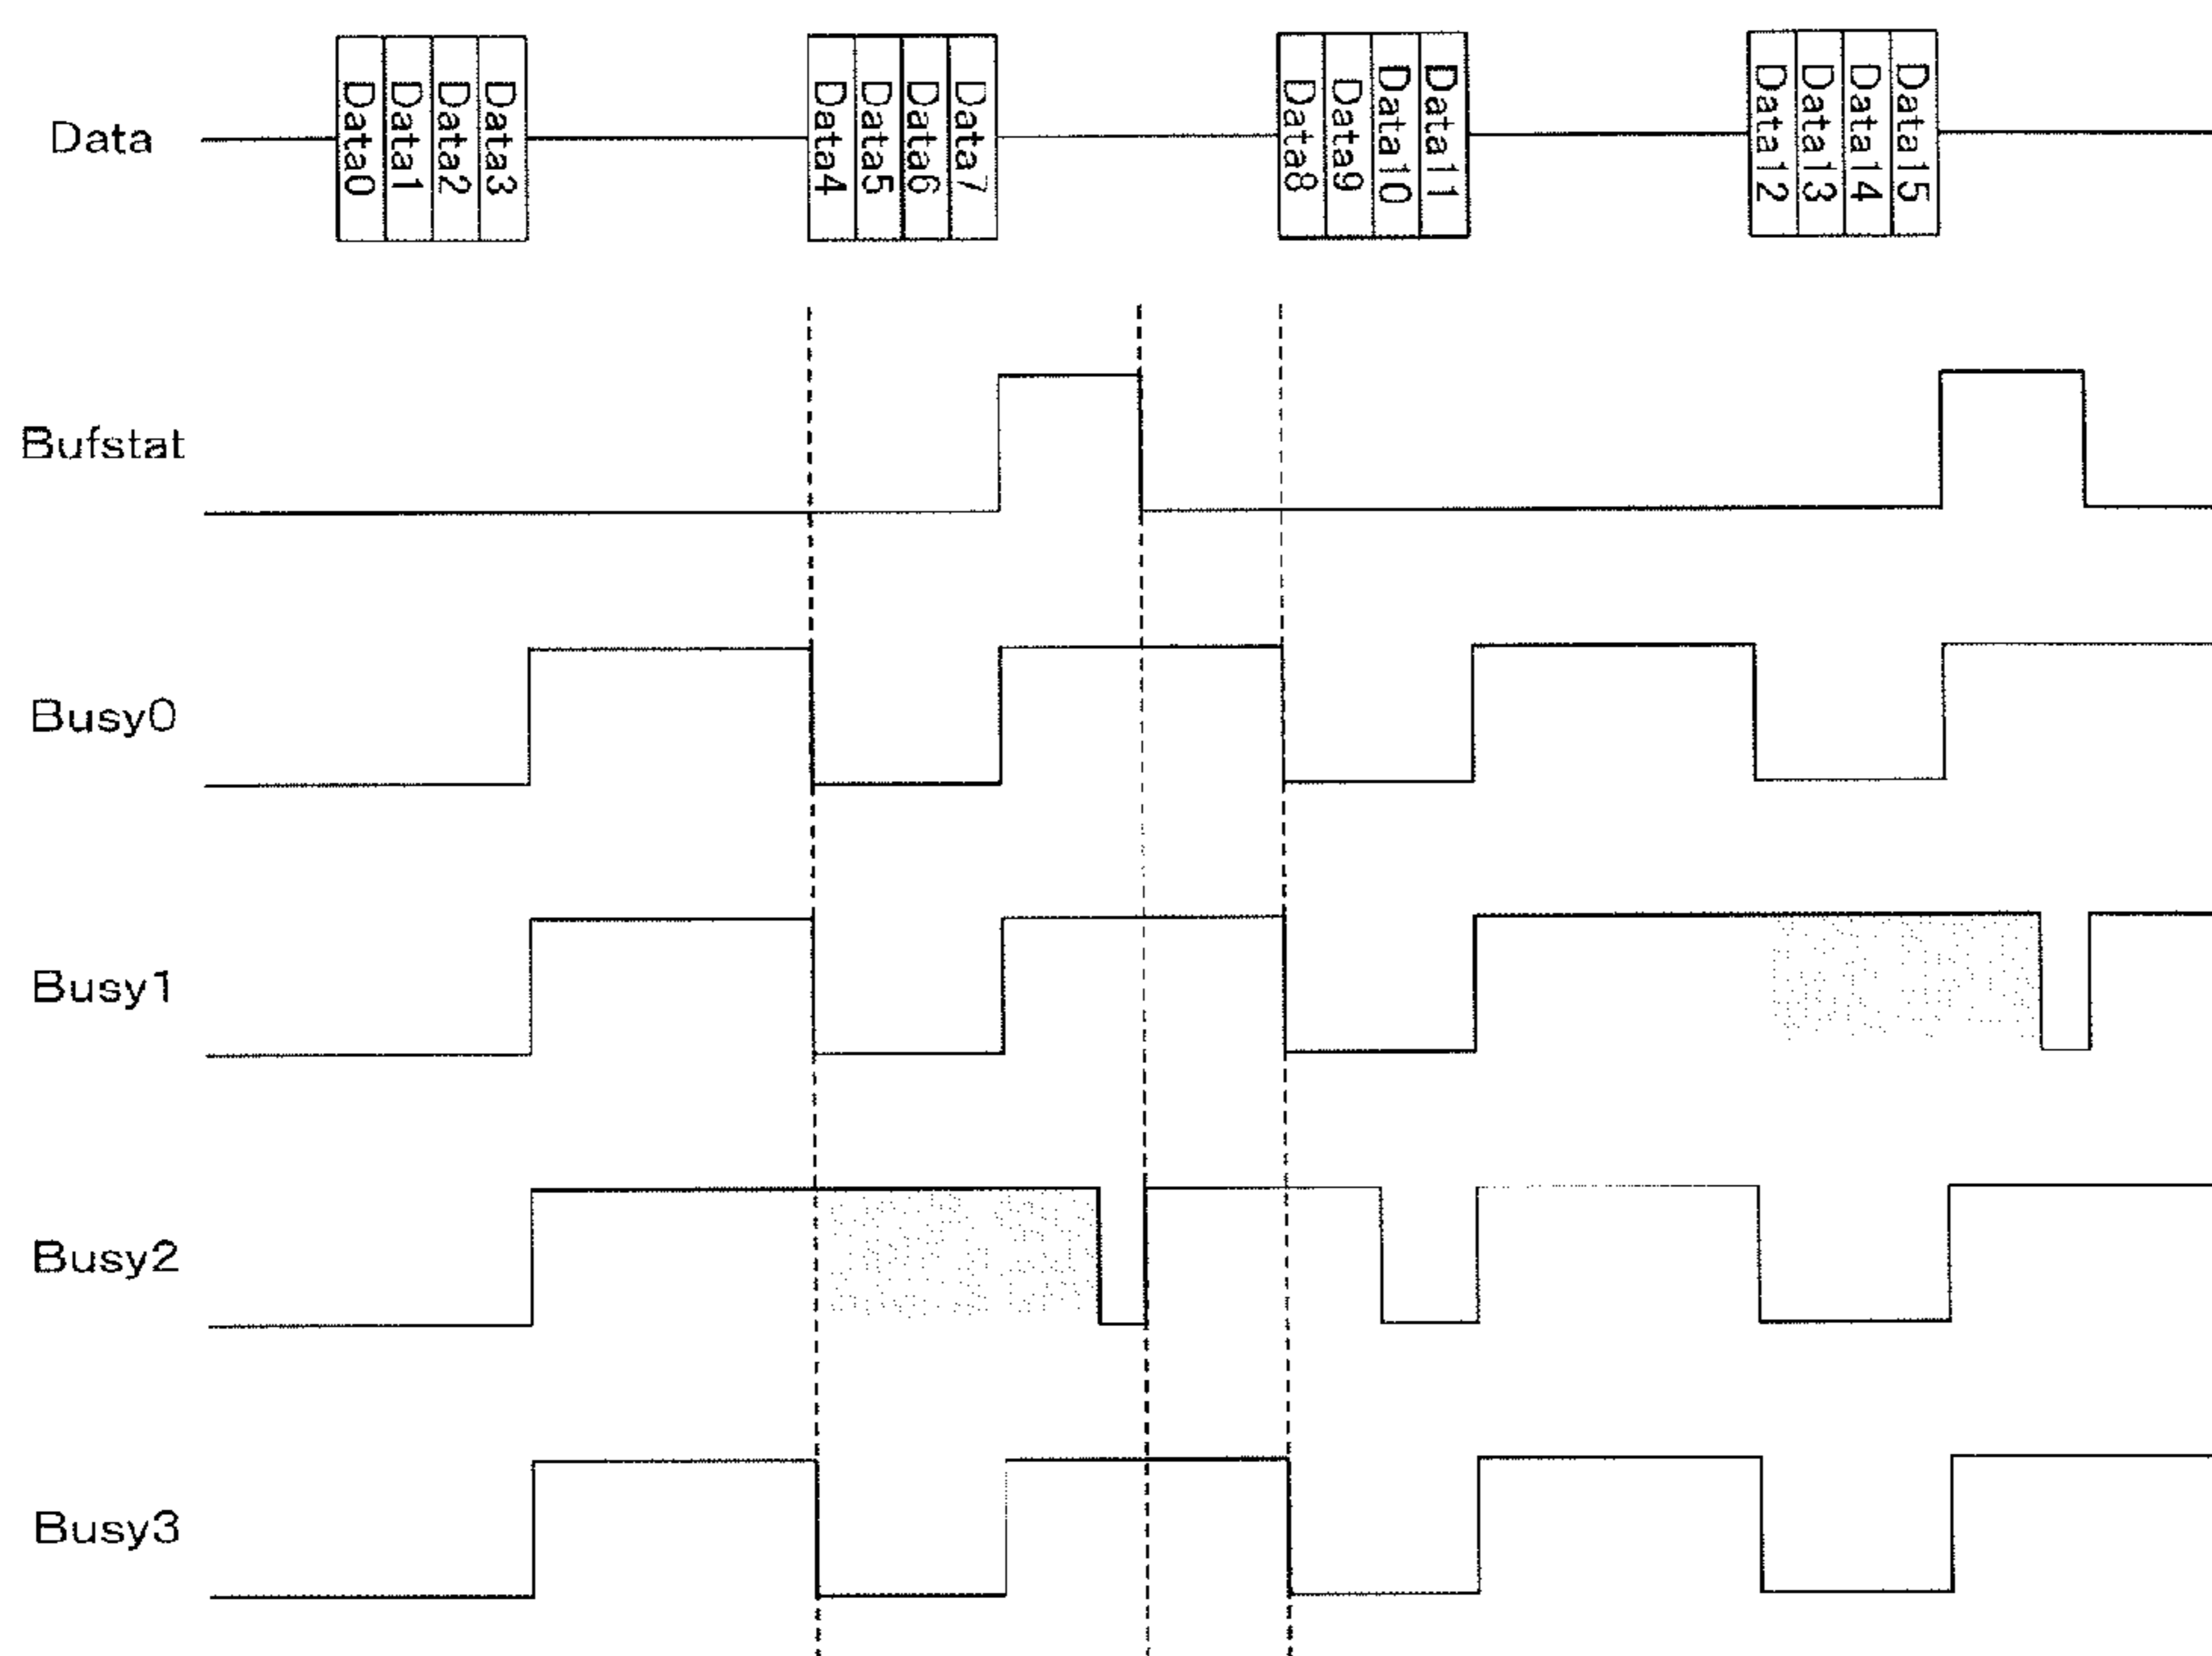 Data
Data0
Data1
Data2
Data3
Data4
Data5
Data6
Data7
Data8
Data9
Data10
Data11
Data12
Data13
Data14
Data15
Bufstat
Busy0
Busy1
Busy2
Busy3